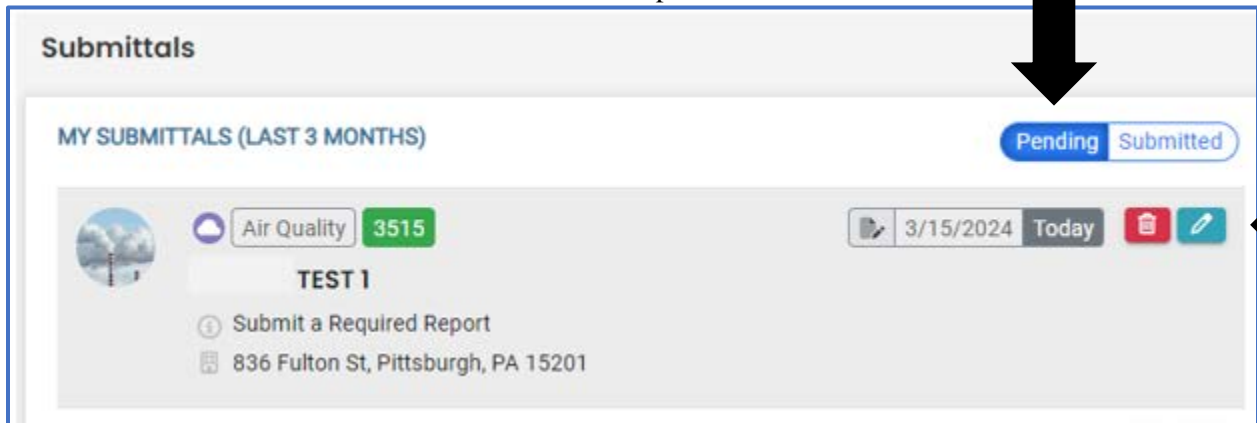 Submittals
MY SUBMITTALS (LAST 3 MONTHS)
Pending Submitted
Air Quality 3515
3/15/2024 Today
TEST 1
Submit a Required Report
836 Fulton St, Pittsburgh, PA 15201